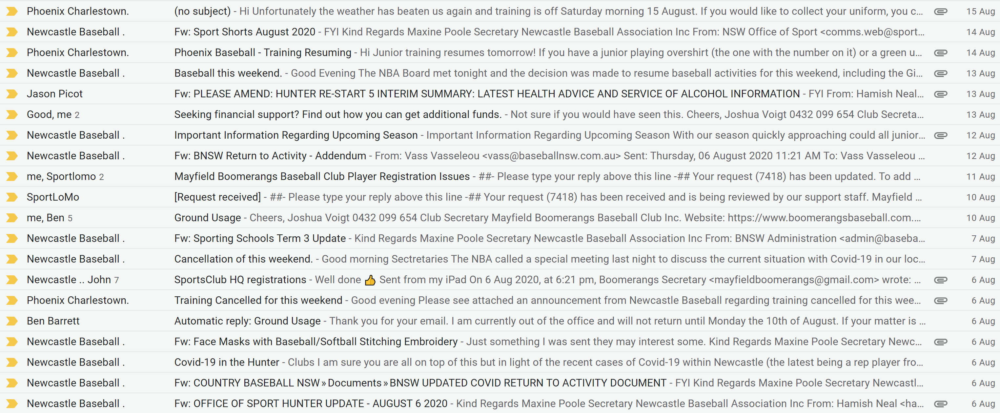 Phoenix Charlestown. (no subject) - Hi Unfortunately the weather has beaten us again and training is off Saturday morning 15 August. If you would like to collect your uniform, you c... 15 Aug
Newcastle Baseball . Fw: Sport Shorts August 2020 - FYI Kind Regards Maxine Poole Secretary Newcastle Baseball Association Inc From: NSW Office of Sport <comms.web@sport... 14 Aug
Phoenix Charlestown. Phoenix Baseball - Training Resuming - Hi Junior training resumes tomorrow! If you have a junior playing overshirt (the one with the number on it) or a green u... 14 Aug
Newcastle Baseball . Baseball this weekend. - Good Evening The NBA Board met tonight and the decision was made to resume baseball activities for this weekend, including the Gi... 13 Aug
Jason Picot Fw: PLEASE AMEND: HUNTER RE-START 5 INTERIM SUMMARY: LATEST HEALTH ADVICE AND SERVICE OF ALCOHOL INFORMATION - FYI From: Hamish Neal... 13 Aug
Good, me 2 Seeking financial support? Find out how you can get additional funds. - Not sure if you would have seen this. Cheers, Joshua Voigt 0432 099 654 Club Secreta... 13 Aug
Newcastle Baseball . Important Information Regarding Upcoming Season - Important Information Regarding Upcoming Season With our season quickly approaching could all junior... 12 Aug
Newcastle Baseball . Fw: BNSW Return to Activity - Addendum - From: Vass Vasseleou <vass@baseballnsw.com.au> Sent: Thursday, 06 August 2020 11:21 AM To: Vass Vasseleou ... 12 Aug
me, Sportlomo 2 Mayfield Boomerangs Baseball Club Player Registration Issues - ##- Please type your reply above this line -## Your request (7418) has been updated. To add ... 11 Aug
SportLoMo [Request received] - ##- Please type your reply above this line -## Your request (7418) has been received and is being reviewed by our support staff. Mayfield ... 10 Aug
me, Ben 5 Ground Usage - Cheers, Joshua Voigt 0432 099 654 Club Secretary Mayfield Boomerangs Baseball Club Inc. Website: https://www.boomerangsbaseball.com.... 10 Aug
Newcastle Baseball . Fw: Sporting Schools Term 3 Update - Kind Regards Maxine Poole Secretary Newcastle Baseball Association Inc From: BNSW Administration <admin@baseba... 7 Aug
Newcastle Baseball . Cancellation of this weekend. - Good morning Sectretaries The NBA called a special meeting last night to discuss the current situation with Covid-19 in our loc... 7 Aug
Newcastle .. John 7 SportsClub HQ registrations - Well done 👍 Sent from my iPad On 6 Aug 2020, at 6:21 pm, Boomerangs Secretary <mayfieldboomerangs@gmail.com> wrote: ... 6 Aug
Phoenix Charlestown. Training Cancelled for this weekend - Good evening Please see attached an announcement from Newcastle Baseball regarding training cancelled for this wee... 6 Aug
Ben Barrett Automatic reply: Ground Usage - Thank you for your email. I am currently out of the office and will not return until Monday the 10th of August. If your matter is ... 6 Aug
Newcastle Baseball . Fw: Face Masks with Baseball/Softball Stitching Embroidery - Just something I was sent they may interest some. Kind Regards Maxine Poole Secretary Newc... 6 Aug
Newcastle Baseball . Covid-19 in the Hunter - Clubs I am sure you are all on top of this but in light of the recent cases of Covid-19 within Newcastle (the latest being a rep player fro... 6 Aug
Newcastle Baseball . Fw: COUNTRY BASEBALL NSW » Documents » BNSW UPDATED COVID RETURN TO ACTIVITY DOCUMENT - FYI Kind Regards Maxine Poole Secretary Newcastl... 6 Aug
Newcastle Baseball . Fw: OFFICE OF SPORT HUNTER UPDATE - AUGUST 6 2020 - Kind Regards Maxine Poole Secretary Newcastle Baseball Association Inc From: Hamish Neal <ha... 6 Aug